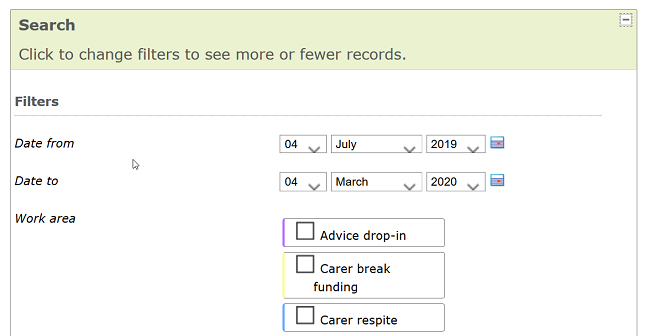 Search
Click to change filters to see more or fewer records.
Filters
Date from 04 July 2019
Date to 04 March 2020
Work area
Advice drop-in
Carer break
funding
Carer respite